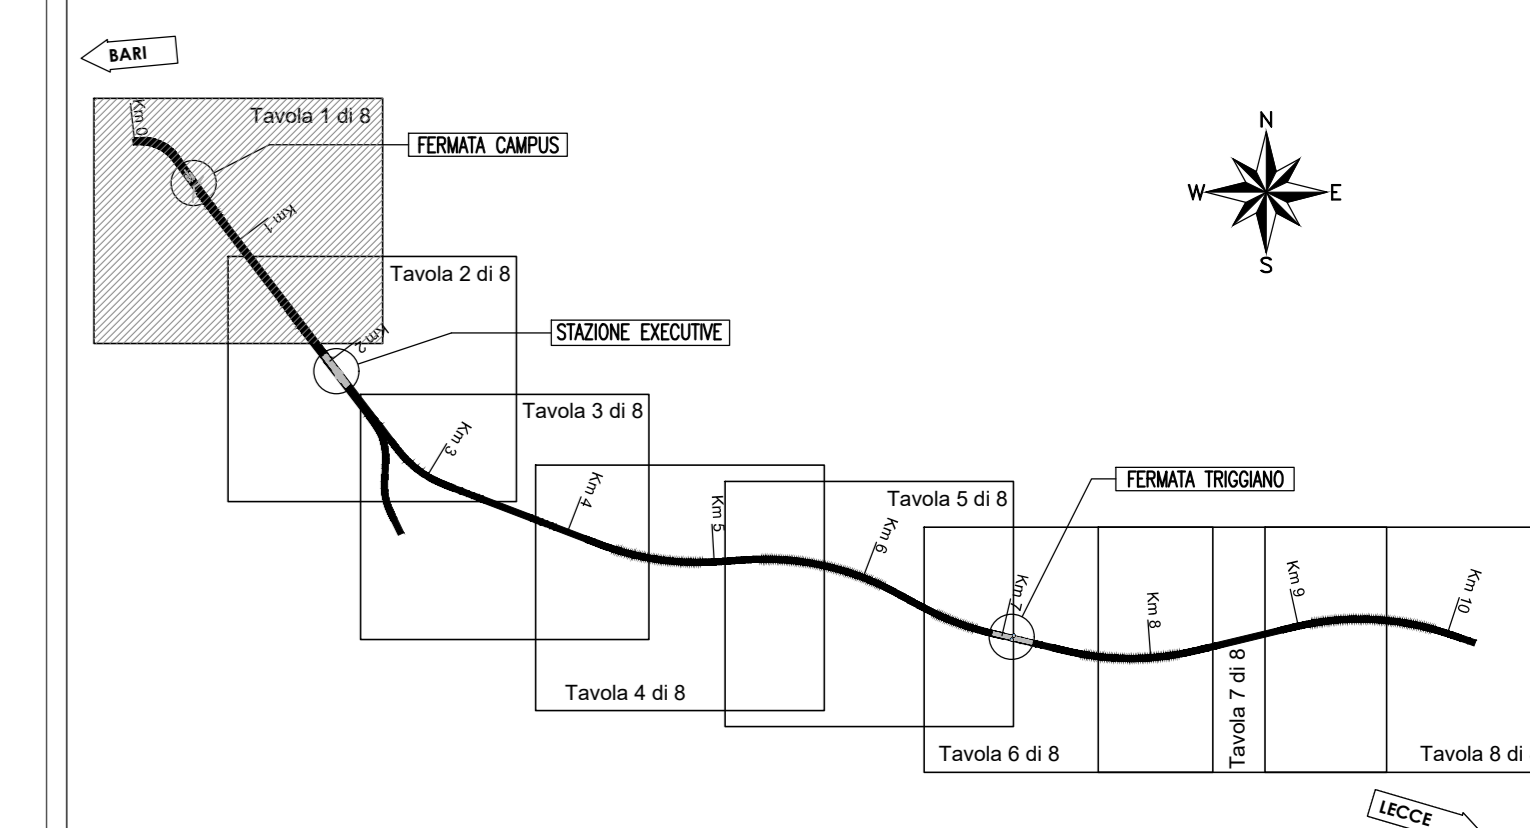 BARI
Km 0
Tavola 1 di 8
FERMATA CAMPUS
N
W
E
S
Km 1
Tavola 2 di 8
Km 2
STAZIONE EXECUTIVE
Tavola 3 di 8
Km 3
Km 4
Km 5
Tavola 5 di 8
FERMATA TRIGGIANO
Km 6
Km 7
Km 8
Km 9
Km 10
Tavola 4 di 8
Tavola 6 di 8
Tavola 7 di 8
Tavola 8 di
LECCE